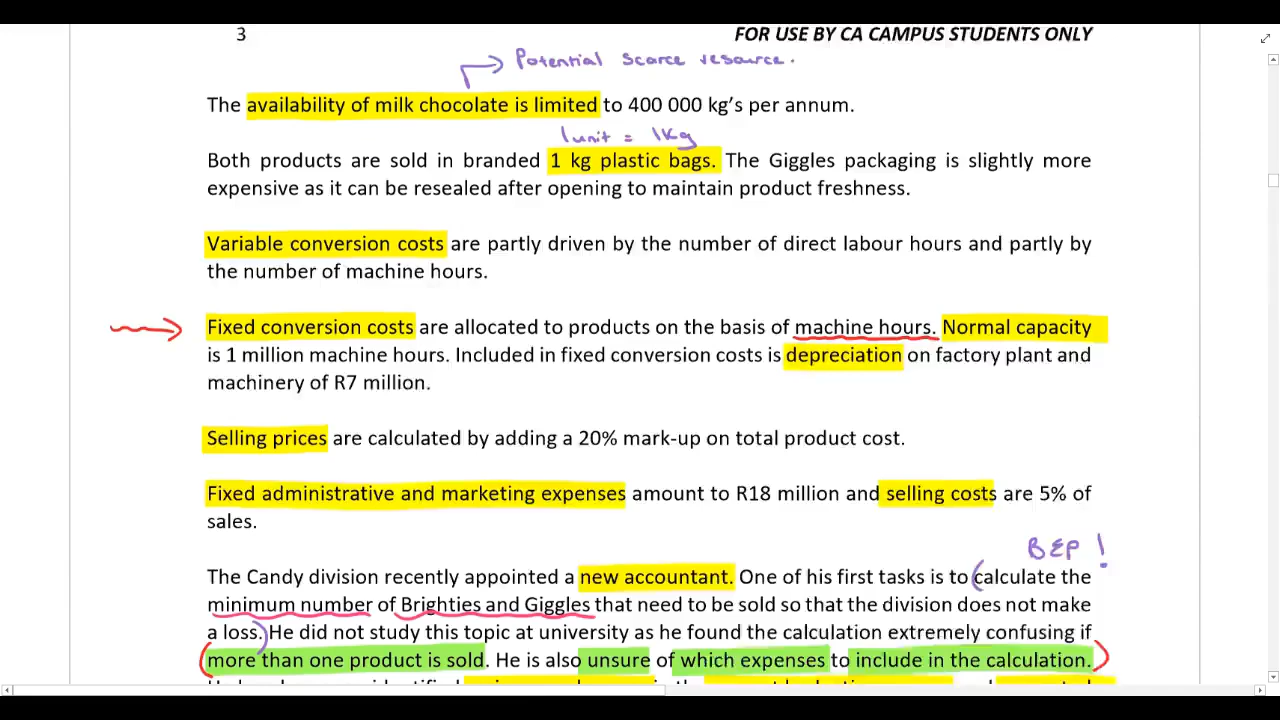 3 FOR USE BY CA CAMPUS STUDENTS ONLY
Potential scarce resource.
The availability of milk chocolate is limited to 400 000 kg's per annum.
1 unit = 1 Kg
Both products are sold in branded 1 kg plastic bags. The Giggles packaging is slightly more
expensive as it can be resealed after opening to maintain product freshness.
Variable conversion costs are partly driven by the number of direct labour hours and partly by
the number of machine hours.
Fixed conversion costs are allocated to products on the basis of machine hours. Normal capacity
is 1 million machine hours. Included in fixed conversion costs is depreciation on factory plant and
machinery of R7 million.
Selling prices are calculated by adding a 20% mark-up on total product cost.
Fixed administrative and marketing expenses amount to R18 million and selling costs are 5% of
sales.
BEP !
The Candy division recently appointed a new accountant. One of his first tasks is to (calculate the
minimum number of Brighties and Giggles that need to be sold so that the division does not make
a loss.) He did not study this topic at university as he found the calculation extremely confusing if
(more than one product is sold. He is also unsure of which expenses to include in the calculation.)